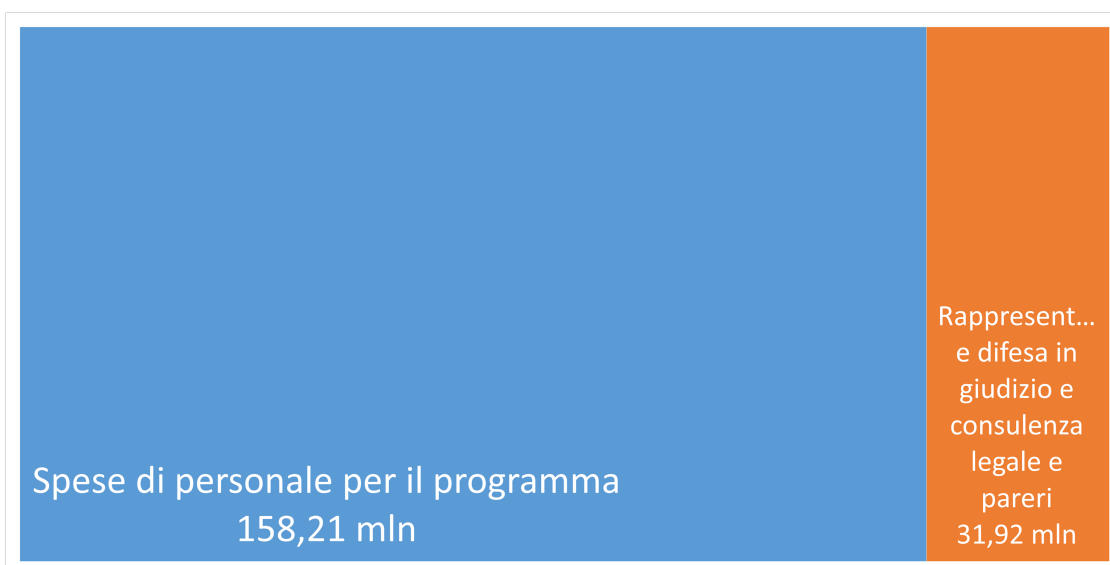 Spese di personale per il programma
158,21 mln
Rappresent...
e difesa in
giudizio e
consulenza
legale e
pareri
31,92 mln